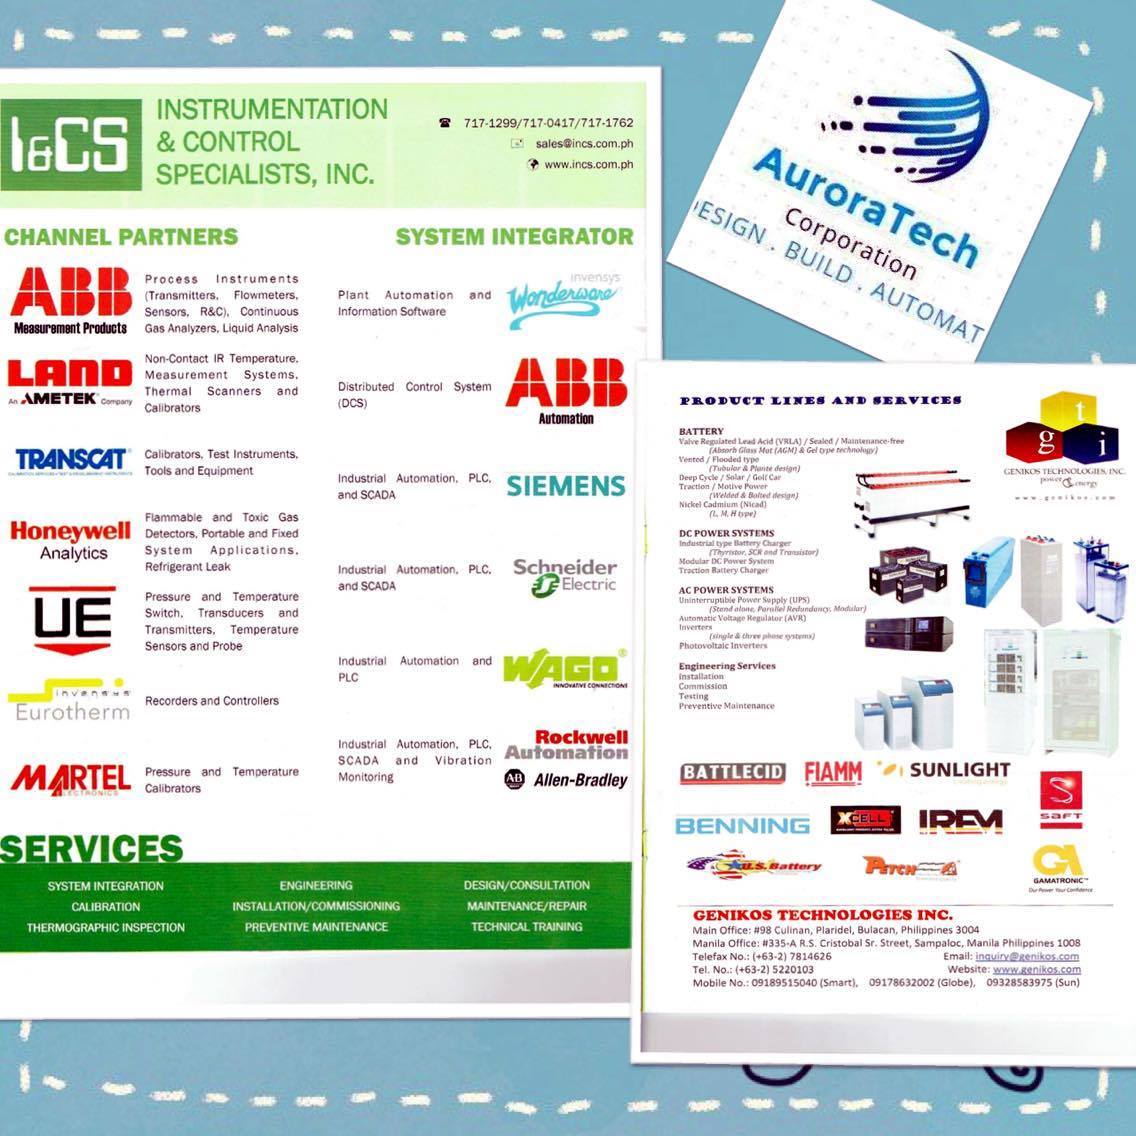 I&CS
INSTRUMENTATION
& CONTROL
SPECIALISTS, INC.
717-1299/717-0417/717-1762
sales@incs.com.ph
www.incs.com.ph
CHANNEL PARTNERS
ABB
Measurement Products
Process Instruments
(Transmitters, Flowmeters,
Sensors, R&C), Continuous
Gas Analyzers, Liquid Analysis
LAND
An AMETEK Company
Non-Contact IR Temperature,
Measurement Systems,
Thermal Scanners and
Calibrators
TRANSCAT
Calibrators, Test Instruments,
Tools and Equipment
Honeywell
Analytics
Flammable and Toxic Gas
Detectors, Portable and Fixed
System Applications,
Refrigerant Leak
UE
Pressure and Temperature
Switch, Transducers and
Transmitters, Temperature
Sensors and Probe
invensys
Eurotherm
Recorders and Controllers
MARTEL
ELECTRONICS
Pressure and Temperature
Calibrators
SYSTEM INTEGRATOR
Plant Automation and
Information Software
invensys
Wonderware
Distributed Control System
(DCS)
ABB
Automation
Industrial Automation, PLC,
and SCADA
SIEMENS
Industrial Automation, PLC,
and SCADA
Schneider
Electric
Industrial Automation and
PLC
WAGO®
INNOVATIVE CONNECTIONS
Industrial Automation, PLC,
SCADA and Vibration
Monitoring
Rockwell
Automation
AB Allen-Bradley
SERVICES
SYSTEM INTEGRATION
CALIBRATION
THERMOGRAPHIC INSPECTION
ENGINEERING
INSTALLATION/COMMISSIONING
PREVENTIVE MAINTENANCE
DESIGN/CONSULTATION
MAINTENANCE/REPAIR
TECHNICAL TRAINING
AuroraTech
Corporation
DESIGN . BUILD . AUTOMAT
PRODUCT LINES AND SERVICES
BATTERY
Valve Regulated Lead Acid (VRLA) / Sealed / Maintenance-free
(Absorb Glass Mat (AGM) & Gel type technology)
Vented / Flooded type
(Tubular & Plante design)
Deep Cycle / Solar / Golf Car
Traction / Motive Power
(Welded & Bolted design)
Nickel Cadmium (Nicad)
(L, M, H type)
DC POWER SYSTEMS
Industrial type Battery Charger
(Thyristor, SCR and Transistor)
Modular DC Power System
Traction Battery Charger
AC POWER SYSTEMS
Uninterruptible Power Supply (UPS)
(Stand alone, Parallel Redundancy, Modular)
Automatic Voltage Regulator (AVR)
Inverters
(single & three phase systems)
Photovoltaic Inverters
Engineering Services
Installation
Commission
Testing
Preventive Maintenance
g t i
GENIKOS TECHNOLOGIES, INC.
power & energy
www.genikos.com
BATTLECID
FIAMM
SUNLIGHT
S
SAFT
BENNING
XCELL
IREM
U.S. Battery
PETCH A
GA
GAMATRONIC™
Our Power Your Confidence
GENIKOS TECHNOLOGIES INC.
Main Office: #98 Culinan, Plaridel, Bulacan, Philippines 3004
Manila Office: #335-A R.S. Cristobal Sr. Street, Sampaloc, Manila Philippines 1008
Telefax No.: (+63-2) 7814626 Email: inquiry@genikos.com
Tel. No.: (+63-2) 5220103 Website: www.genikos.com
Mobile No.: 09189515040 (Smart), 09178632002 (Globe), 09328583975 (Sun)